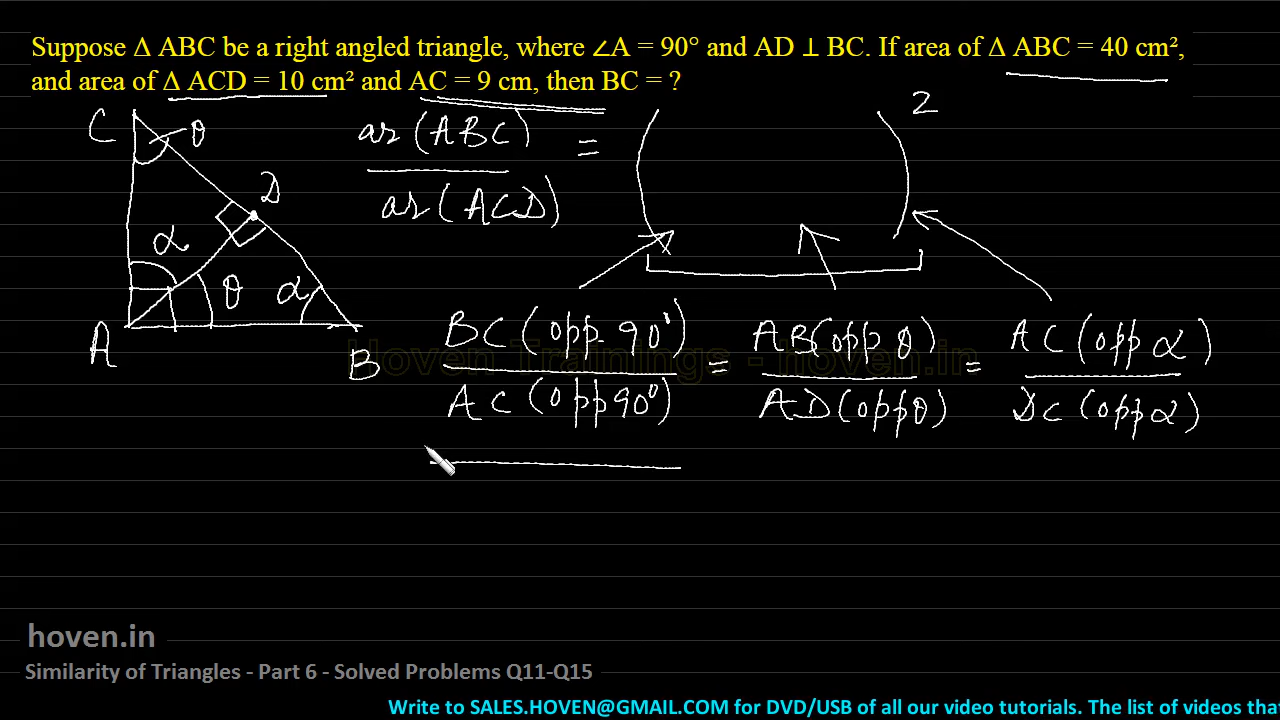 Suppose Δ ABC be a right angled triangle, where ∠A = 90° and AD ⊥ BC. If area of Δ ABC = 40 cm²,
and area of Δ ACD = 10 cm² and AC = 9 cm, then BC = ?
C θ
D
α
θ α
A
B
ar (ABC) / ar (ACD) = ( )²
BC (opp. 90°) / AC (opp 90°) = AB (opp θ) / AD (opp θ) = AC (opp α) / DC (opp α)
Hoven Trainings - hoven.in
hoven.in
Similarity of Triangles - Part 6 - Solved Problems Q11-Q15
Write to SALES.HOVEN@GMAIL.COM for DVD/USB of all our video tutorials. The list of videos tha